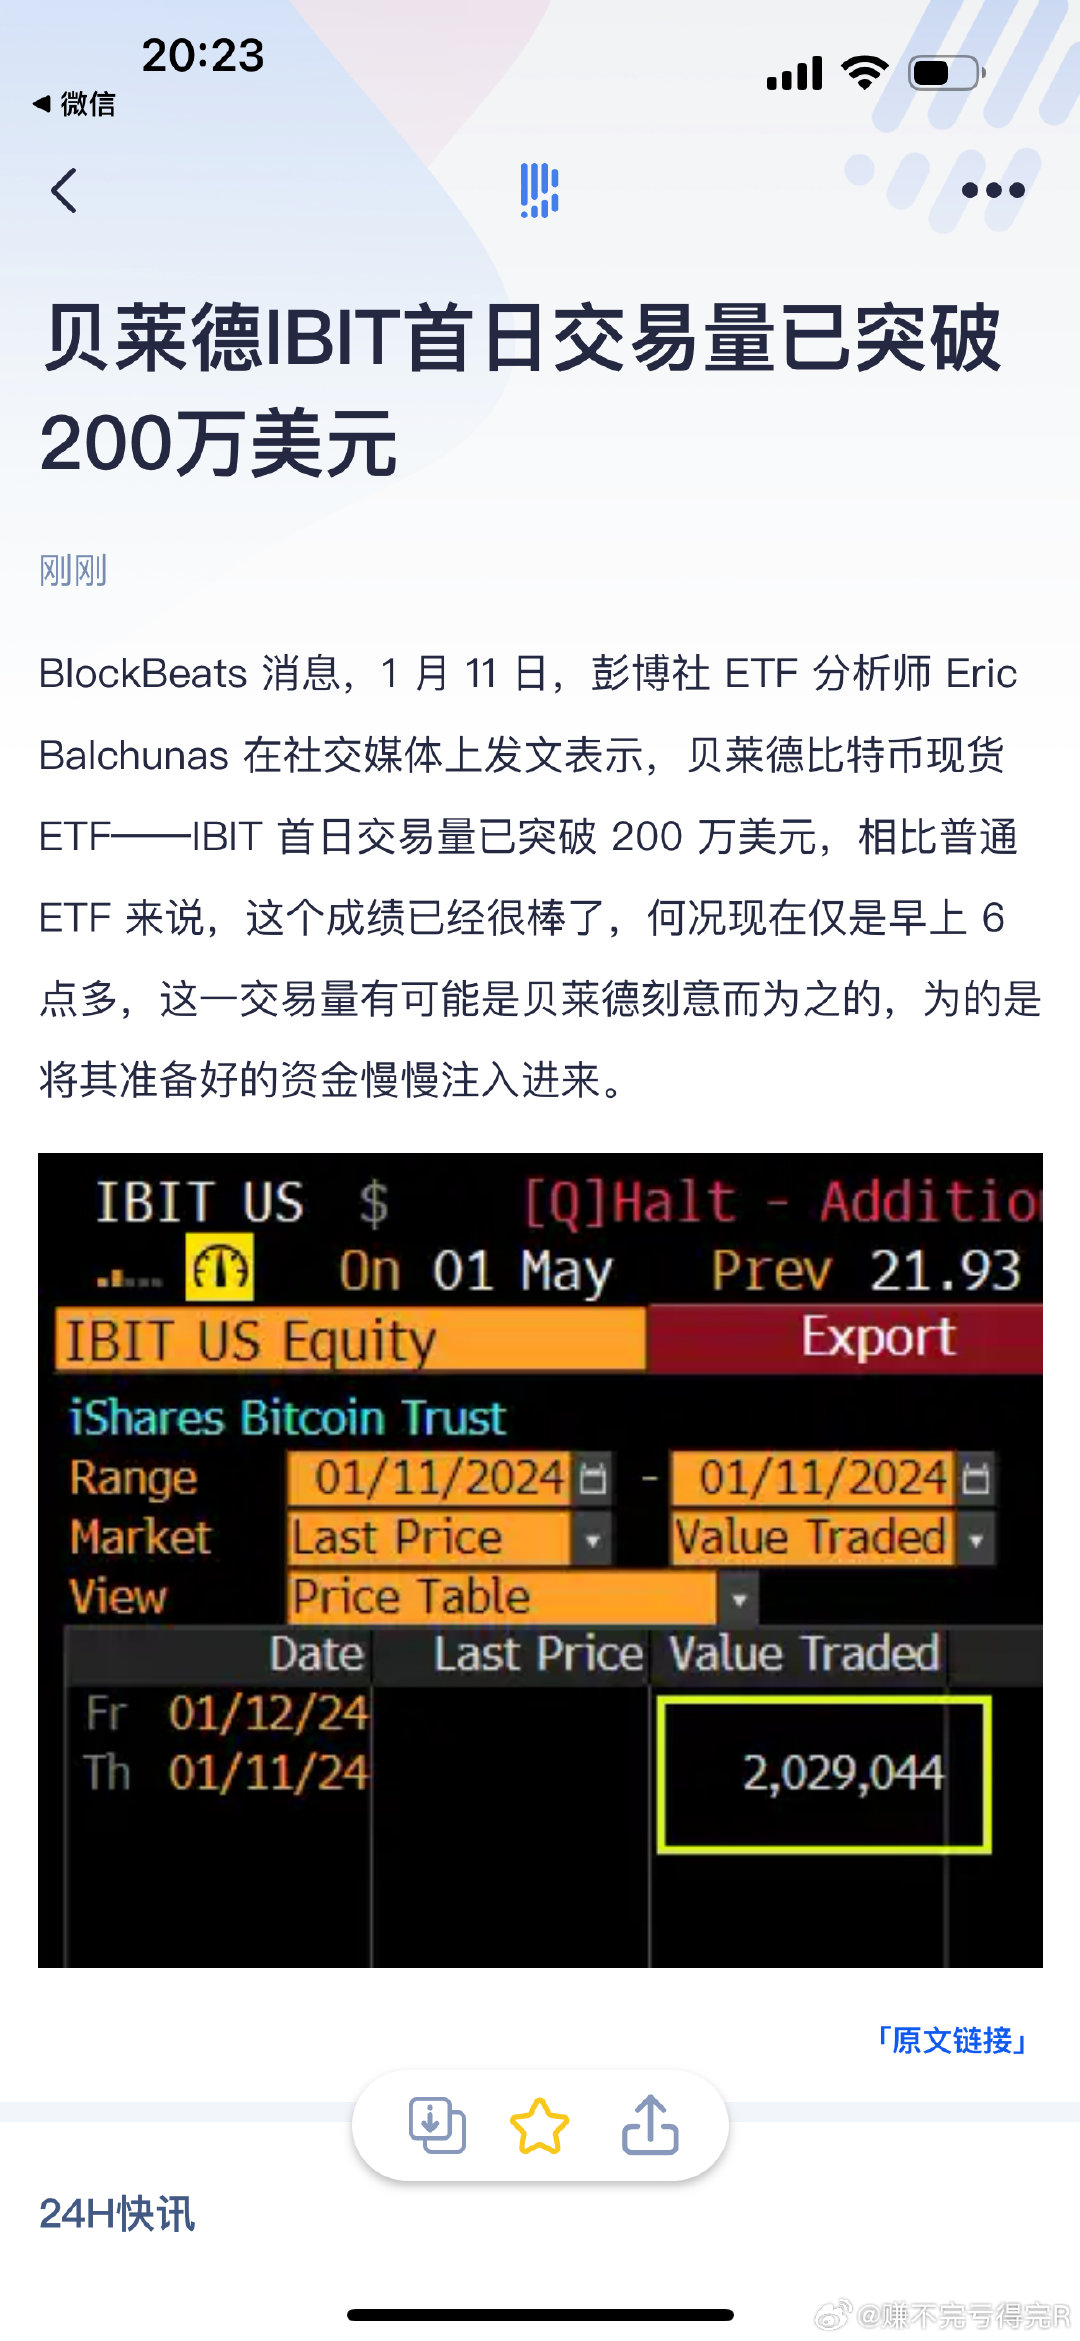 20:23
微信
贝莱德IBIT首日交易量已突破
200万美元
刚刚
BlockBeats 消息，1 月 11 日，彭博社 ETF 分析师 Eric
Balchunas 在社交媒体上发文表示，贝莱德比特币现货
ETF——IBIT 首日交易量已突破 200 万美元，相比普通
ETF 来说，这个成绩已经很棒了，何况现在仅是早上 6
点多，这一交易量有可能是贝莱德刻意而为之的，为的是
将其准备好的资金慢慢注入进来。
IBIT US $ [Q]Halt - Additio
On 01 May Prev 21.93
IBIT US Equity Export
iShares Bitcoin Trust
Range 01/11/2024 - 01/11/2024
Market Last Price Value Traded
View Price Table
Date Last Price Value Traded
Fr 01/12/24
Th 01/11/24 2,029,044
「原文链接」
24H快讯
@赚不完亏得完R